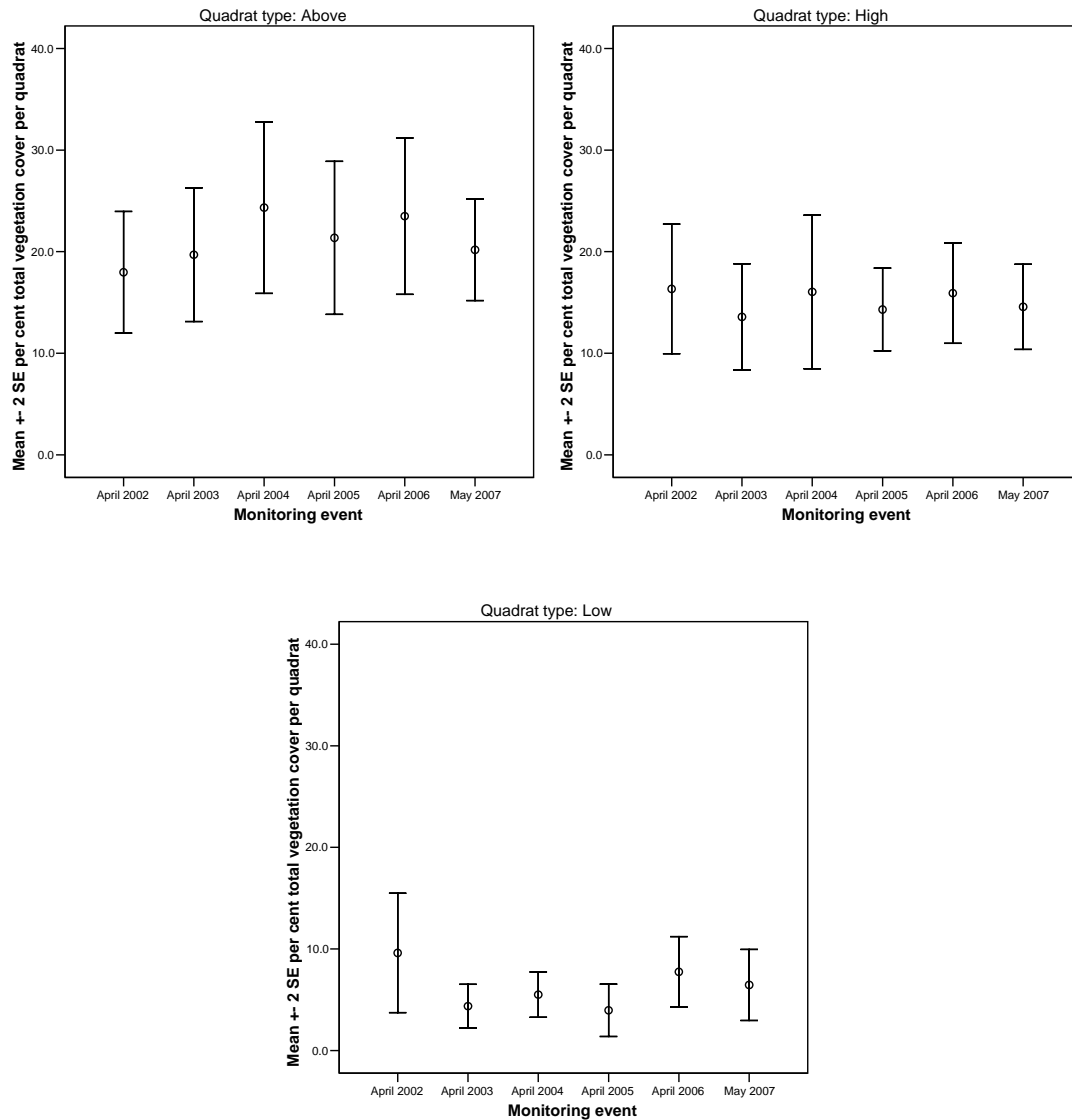 Quadrat type: Above
Mean +- 2 SE per cent total vegetation cover per quadrat
40.0
30.0
20.0
10.0
0.0
April 2002 April 2003 April 2004 April 2005 April 2006 May 2007
Monitoring event
Quadrat type: High
Mean +- 2 SE per cent total vegetation cover per quadrat
40.0
30.0
20.0
10.0
0.0
April 2002 April 2003 April 2004 April 2005 April 2006 May 2007
Monitoring event
Quadrat type: Low
Mean +- 2 SE per cent total vegetation cover per quadrat
40.0
30.0
20.0
10.0
0.0
April 2002 April 2003 April 2004 April 2005 April 2006 May 2007
Monitoring event